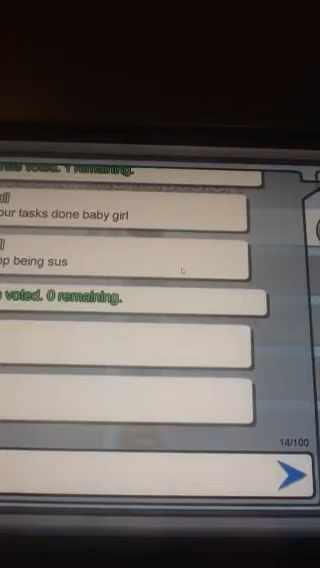 voted. 1 remaining.
our tasks done baby girl
op being sus
voted. 0 remaining.
14/100